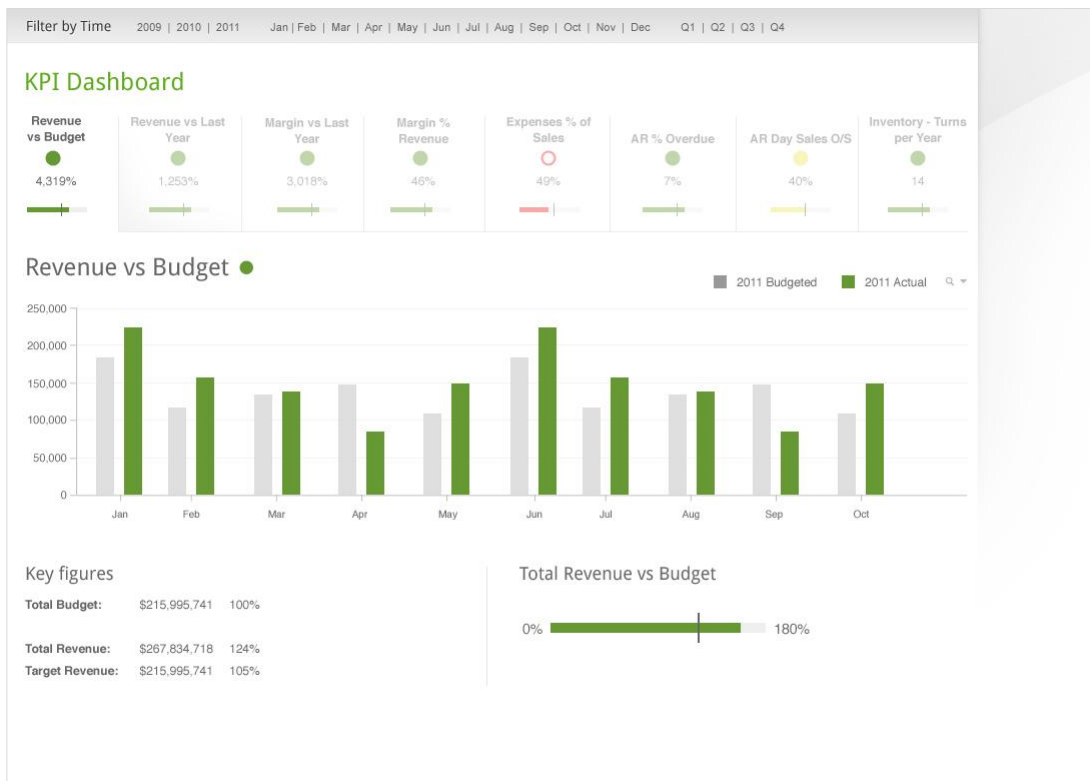 Filter by Time 2009 | 2010 | 2011 Jan | Feb | Mar | Apr | May | Jun | Jul | Aug | Sep | Oct | Nov | Dec Q1 | Q2 | Q3 | Q4
KPI Dashboard
Revenue
vs Budget
4,319%
Revenue vs Last
Year
1,253%
Margin vs Last
Year
3,018%
Margin %
Revenue
46%
Expenses % of
Sales
49%
AR % Overdue
7%
AR Day Sales O/S
40%
Inventory - Turns
per Year
14
Revenue vs Budget
2011 Budgeted 2011 Actual
250,000
200,000
150,000
100,000
50,000
0
Jan Feb Mar Apr May Jun Jul Aug Sep Oct
Key figures
Total Budget: $215,995,741 100%
Total Revenue: $267,834,718 124%
Target Revenue: $215,995,741 105%
Total Revenue vs Budget
0% 180%